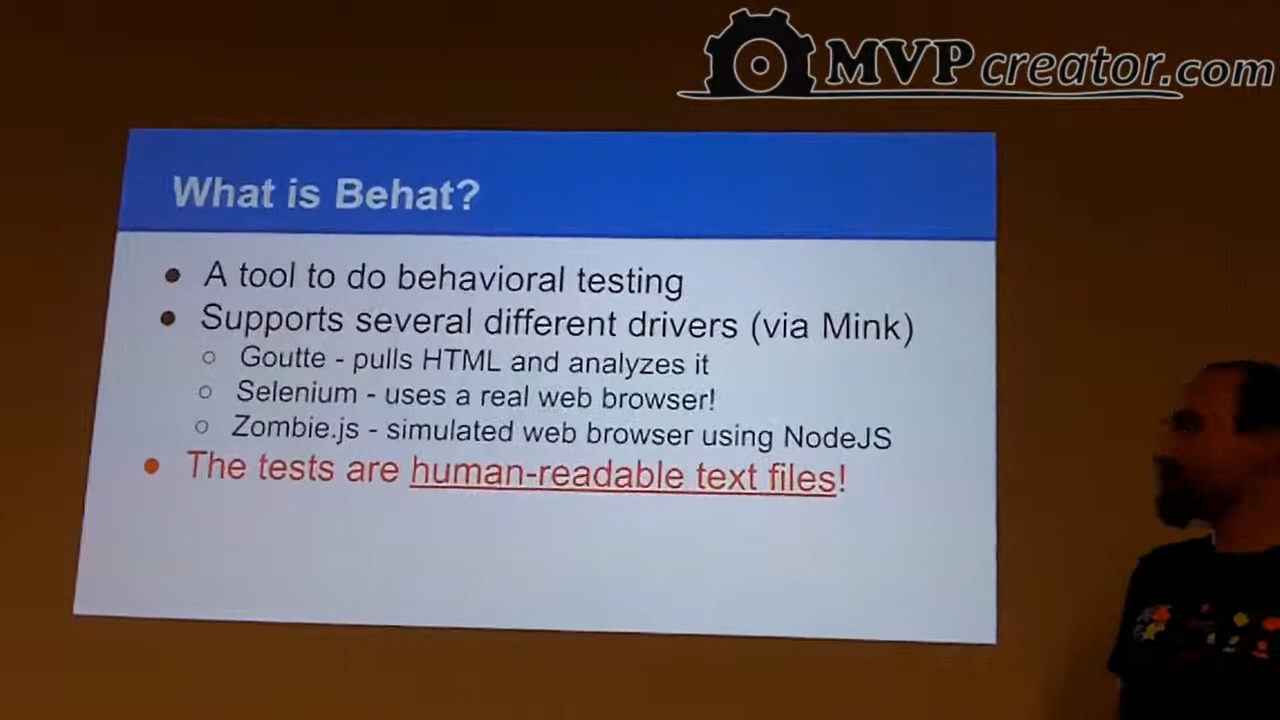 MVPcreator.com
What is Behat?
● A tool to do behavioral testing
● Supports several different drivers (via Mink)
○ Goutte - pulls HTML and analyzes it
○ Selenium - uses a real web browser!
○ Zombie.js - simulated web browser using NodeJS
● The tests are human-readable text files!